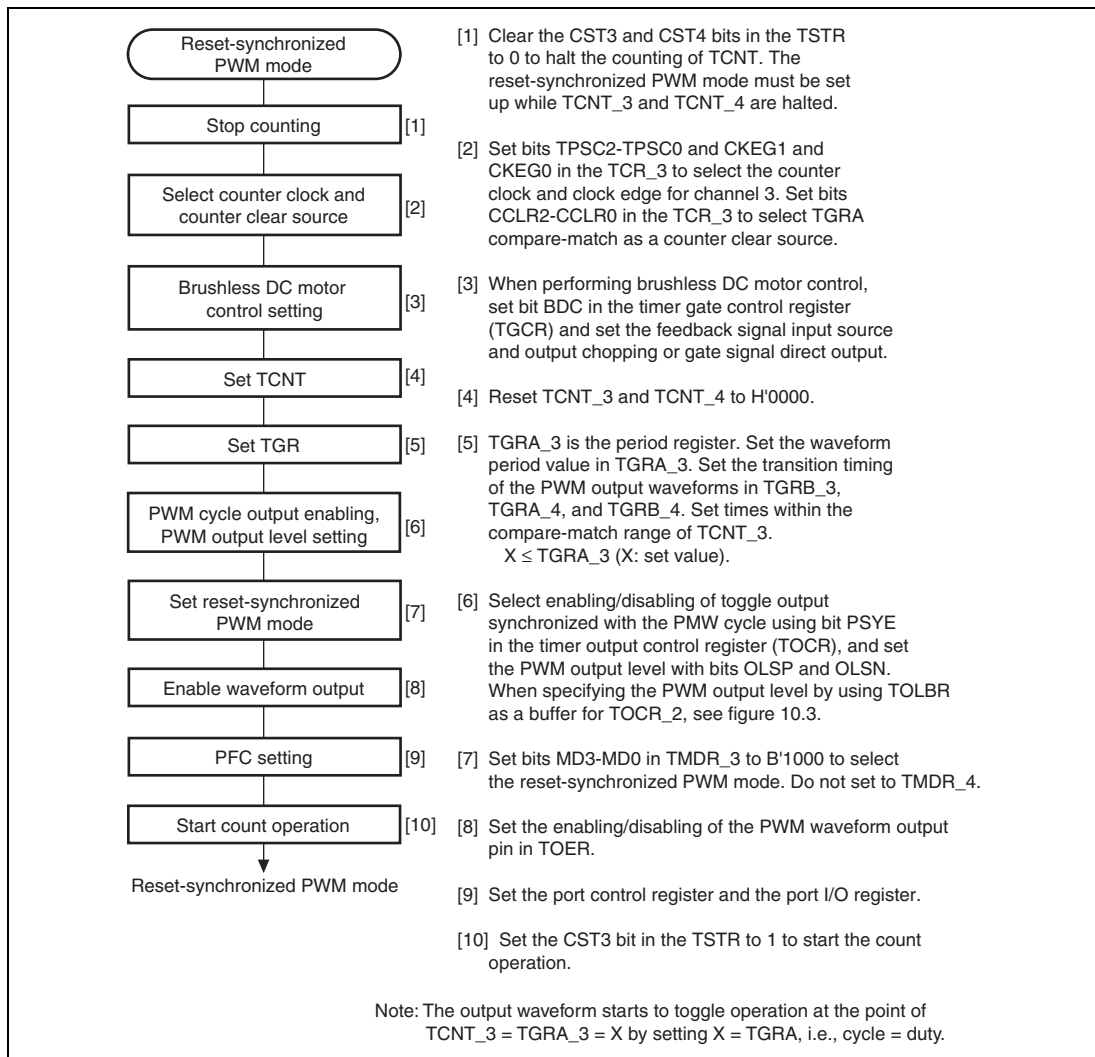 Reset-synchronized
PWM mode
Stop counting
[1]
Select counter clock and
counter clear source
[2]
Brushless DC motor
control setting
[3]
Set TCNT
[4]
Set TGR
[5]
PWM cycle output enabling,
PWM output level setting
[6]
Set reset-synchronized
PWM mode
[7]
Enable waveform output
[8]
PFC setting
[9]
Start count operation
[10]
Reset-synchronized PWM mode
[1] Clear the CST3 and CST4 bits in the TSTR
to 0 to halt the counting of TCNT. The
reset-synchronized PWM mode must be set
up while TCNT_3 and TCNT_4 are halted.
[2] Set bits TPSC2-TPSC0 and CKEG1 and
CKEG0 in the TCR_3 to select the counter
clock and clock edge for channel 3. Set bits
CCLR2-CCLR0 in the TCR_3 to select TGRA
compare-match as a counter clear source.
[3] When performing brushless DC motor control,
set bit BDC in the timer gate control register
(TGCR) and set the feedback signal input source
and output chopping or gate signal direct output.
[4] Reset TCNT_3 and TCNT_4 to H'0000.
[5] TGRA_3 is the period register. Set the waveform
period value in TGRA_3. Set the transition timing
of the PWM output waveforms in TGRB_3,
TGRA_4, and TGRB_4. Set times within the
compare-match range of TCNT_3.
X ≤ TGRA_3 (X: set value).
[6] Select enabling/disabling of toggle output
synchronized with the PMW cycle using bit PSYE
in the timer output control register (TOCR), and set
the PWM output level with bits OLSP and OLSN.
When specifying the PWM output level by using TOLBR
as a buffer for TOCR_2, see figure 10.3.
[7] Set bits MD3-MD0 in TMDR_3 to B'1000 to select
the reset-synchronized PWM mode. Do not set to TMDR_4.
[8] Set the enabling/disabling of the PWM waveform output
pin in TOER.
[9] Set the port control register and the port I/O register.
[10] Set the CST3 bit in the TSTR to 1 to start the count
operation.
Note: The output waveform starts to toggle operation at the point of
TCNT_3 = TGRA_3 = X by setting X = TGRA, i.e., cycle = duty.